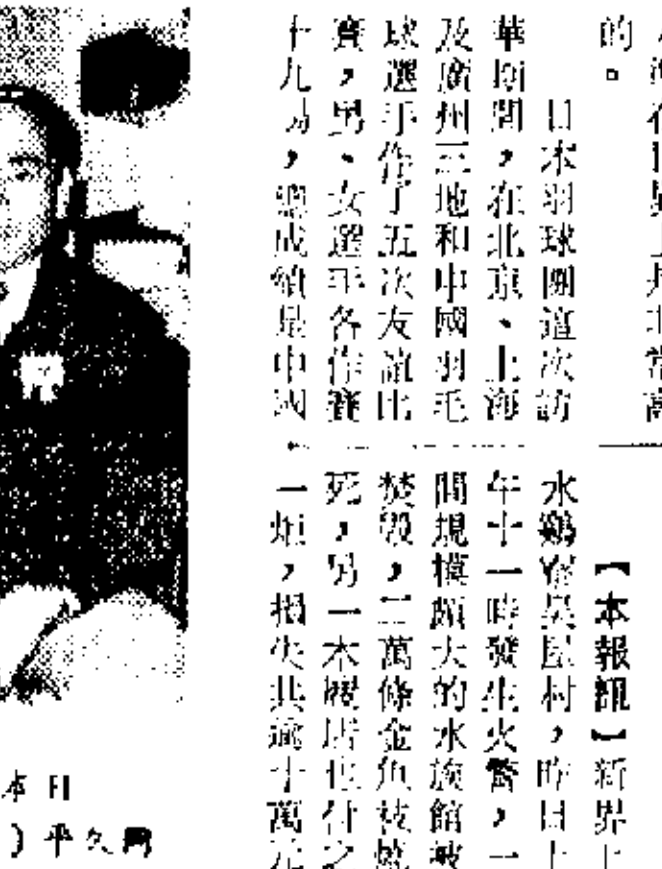 的。
日本羽球團這次訪
華期間，在北京、上海
及廣州三地和中國羽毛
球選手作了五次友誼比
賽，男、女選手各作賽
十九場，總成績是中國
【本報訊】新界上
水鷄嶺吳屋村，昨日上
午十一時發生火警，一
間規模頗大的水族館被
焚毀，二萬條金魚被燒
死，另一木屋居也付之
一炬，損失共逾十萬元
本日
）平久岡